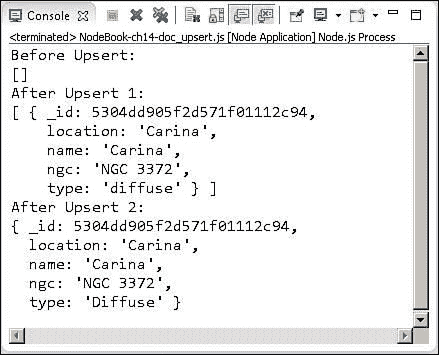 Console
<terminated> NodeBook-ch14-doc_upsert.js [Node Application] Node.js Process
Before Upsert:
[]
After Upsert 1:
[ { _id: 5304dd905f2d571f01112c94,
    location: 'Carina',
    name: 'Carina',
    ngc: 'NGC 3372',
    type: 'diffuse' } ]
After Upsert 2:
{ _id: 5304dd905f2d571f01112c94,
  location: 'Carina',
  name: 'Carina',
  ngc: 'NGC 3372',
  type: 'Diffuse' }